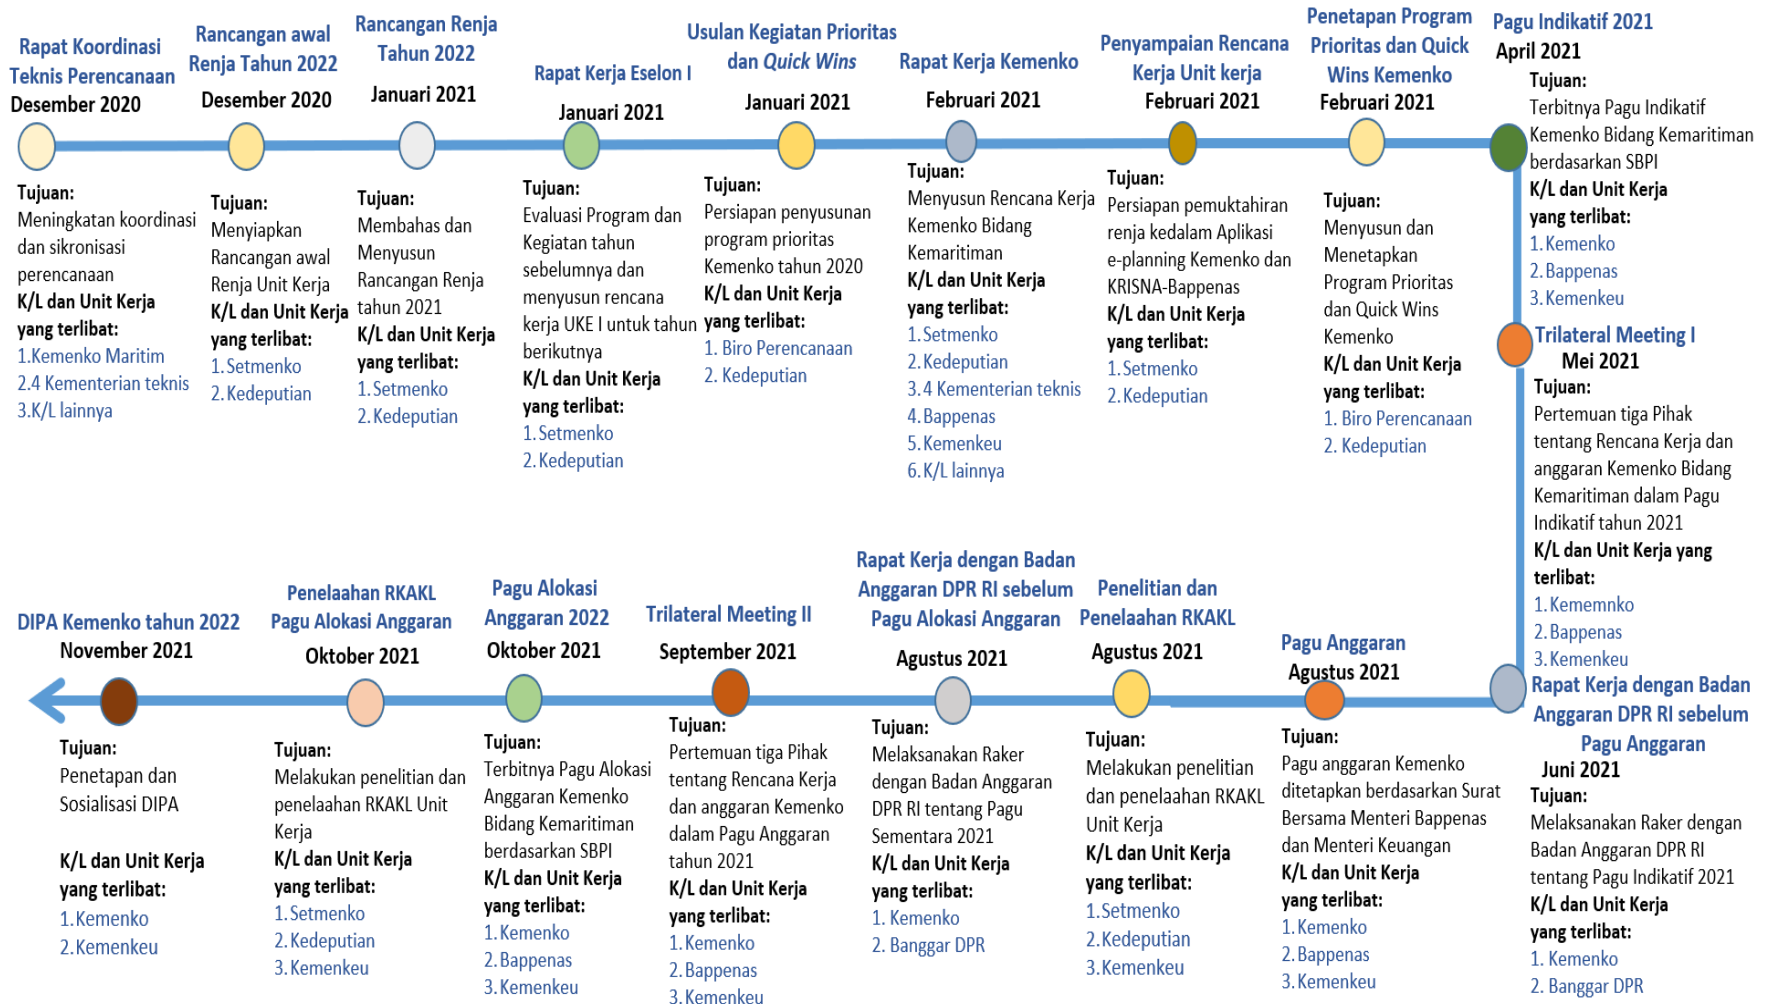 Rapat Koordinasi
Teknis Perencanaan
Desember 2020
Tujuan:
Meningkatan koordinasi
dan sikronisasi
perencanaan
K/L dan Unit Kerja
yang terlibat:
1.Kemenko Maritim
2.4 Kementerian teknis
3.K/L lainnya
Rancangan awal
Renja Tahun 2022
Desember 2020
Tujuan:
Menyiapkan
Rancangan awal
Renja Unit Kerja
K/L dan Unit Kerja
yang terlibat:
1.Setmenko
2.Kedeputian
Rancangan Renja
Tahun 2022
Januari 2021
Tujuan:
Membahas dan
Menyusun
Rancangan Renja
tahun 2021
K/L dan Unit Kerja
yang terlibat:
1.Setmenko
2.Kedeputian
Rapat Kerja Eselon I
Januari 2021
Tujuan:
Evaluasi Program dan
Kegiatan tahun
sebelumnya dan
menyusun rencana
kerja UKE I untuk tahun
berikutnya
K/L dan Unit Kerja
yang terlibat:
1.Setmenko
2.Kedeputian
Usulan Kegiatan Prioritas
dan Quick Wins
Januari 2021
Tujuan:
Persiapan penyusunan
program prioritas
Kemenko tahun 2020
K/L dan Unit Kerja
yang terlibat:
1. Biro Perencanaan
2. Kedeputian
Rapat Kerja Kemenko
Februari 2021
Tujuan:
Menyusun Rencana Kerja
Kemenko Bidang
Kemaritiman
K/L dan Unit Kerja
yang terlibat:
1.Setmenko
2.Kedeputian
3.4 Kementerian teknis
4.Bappenas
5.Kemenkeu
6.K/L lainnya
Penyampaian Rencana
Kerja Unit kerja
Februari 2021
Tujuan:
Persiapan pemuktahiran
renja kedalam Aplikasi
e-planning Kemenko dan
KRISNA-Bappenas
K/L dan Unit Kerja
yang terlibat:
1.Setmenko
2.Kedeputian
Penetapan Program
Prioritas dan Quick
Wins Kemenko
Februari 2021
Tujuan:
Menyusun dan
Menetapkan
Program Prioritas
dan Quick Wins
Kemenko
K/L dan Unit Kerja
yang terlibat:
1. Biro Perencanaan
2. Kedeputian
Pagu Indikatif 2021
April 2021
Tujuan:
Terbitnya Pagu Indikatif
Kemenko Bidang Kemaritiman
berdasarkan SBPI
K/L dan Unit Kerja
yang terlibat:
1.Kemenko
2.Bappenas
3.Kemenkeu
Trilateral Meeting I
Mei 2021
Tujuan:
Pertemuan tiga Pihak
tentang Rencana Kerja dan
anggaran Kemenko Bidang
Kemaritiman dalam Pagu
Indikatif tahun 2021
K/L dan Unit Kerja yang
terlibat:
1.Kememnko
2.Bappenas
3.Kemenkeu
Rapat Kerja dengan Badan
Anggaran DPR RI sebelum
Pagu Anggaran
Juni 2021
Tujuan:
Melaksanakan Raker dengan
Badan Anggaran DPR RI
tentang Pagu Indikatif 2021
K/L dan Unit Kerja
yang terlibat:
1. Kemenko
2. Banggar DPR
Pagu Anggaran
Agustus 2021
Tujuan:
Pagu anggaran Kemenko
ditetapkan berdasarkan Surat
Bersama Menteri Bappenas
dan Menteri Keuangan
K/L dan Unit Kerja
yang terlibat:
1.Kemenko
2.Bappenas
3.Kemenkeu
Penelitian dan
Penelaahan RKAKL
Agustus 2021
Tujuan:
Melakukan penelitian
dan penelaahan RKAKL
Unit Kerja
K/L dan Unit Kerja
yang terlibat:
1.Setmenko
2.Kedeputian
3.Kemenkeu
Rapat Kerja dengan Badan
Anggaran DPR RI sebelum
Pagu Alokasi Anggaran
Agustus 2021
Tujuan:
Melaksanakan Raker
dengan Badan Anggaran
DPR RI tentang Pagu
Sementara 2021
K/L dan Unit Kerja
yang terlibat:
1. Kemenko
2. Banggar DPR
Trilateral Meeting II
September 2021
Tujuan:
Pertemuan tiga Pihak
tentang Rencana Kerja
dan anggaran Kemenko
dalam Pagu Anggaran
tahun 2021
K/L dan Unit Kerja
yang terlibat:
1.Kemenko
2.Bappenas
3.Kemenkeu
Pagu Alokasi
Anggaran 2022
Oktober 2021
Tujuan:
Terbitnya Pagu Alokasi
Anggaran Kemenko
Bidang Kemaritiman
berdasarkan SBPI
K/L dan Unit Kerja
yang terlibat:
1.Kemenko
2.Bappenas
3.Kemenkeu
Penelaahan RKAKL
Pagu Alokasi Anggaran
Oktober 2021
Tujuan:
Melakukan penelitian dan
penelaahan RKAKL Unit
Kerja
K/L dan Unit Kerja
yang terlibat:
1.Setmenko
2.Kedeputian
3.Kemenkeu
DIPA Kemenko tahun 2022
November 2021
Tujuan:
Penetapan dan
Sosialisasi DIPA
K/L dan Unit Kerja
yang terlibat:
1.Kemenko
2.Kemenkeu